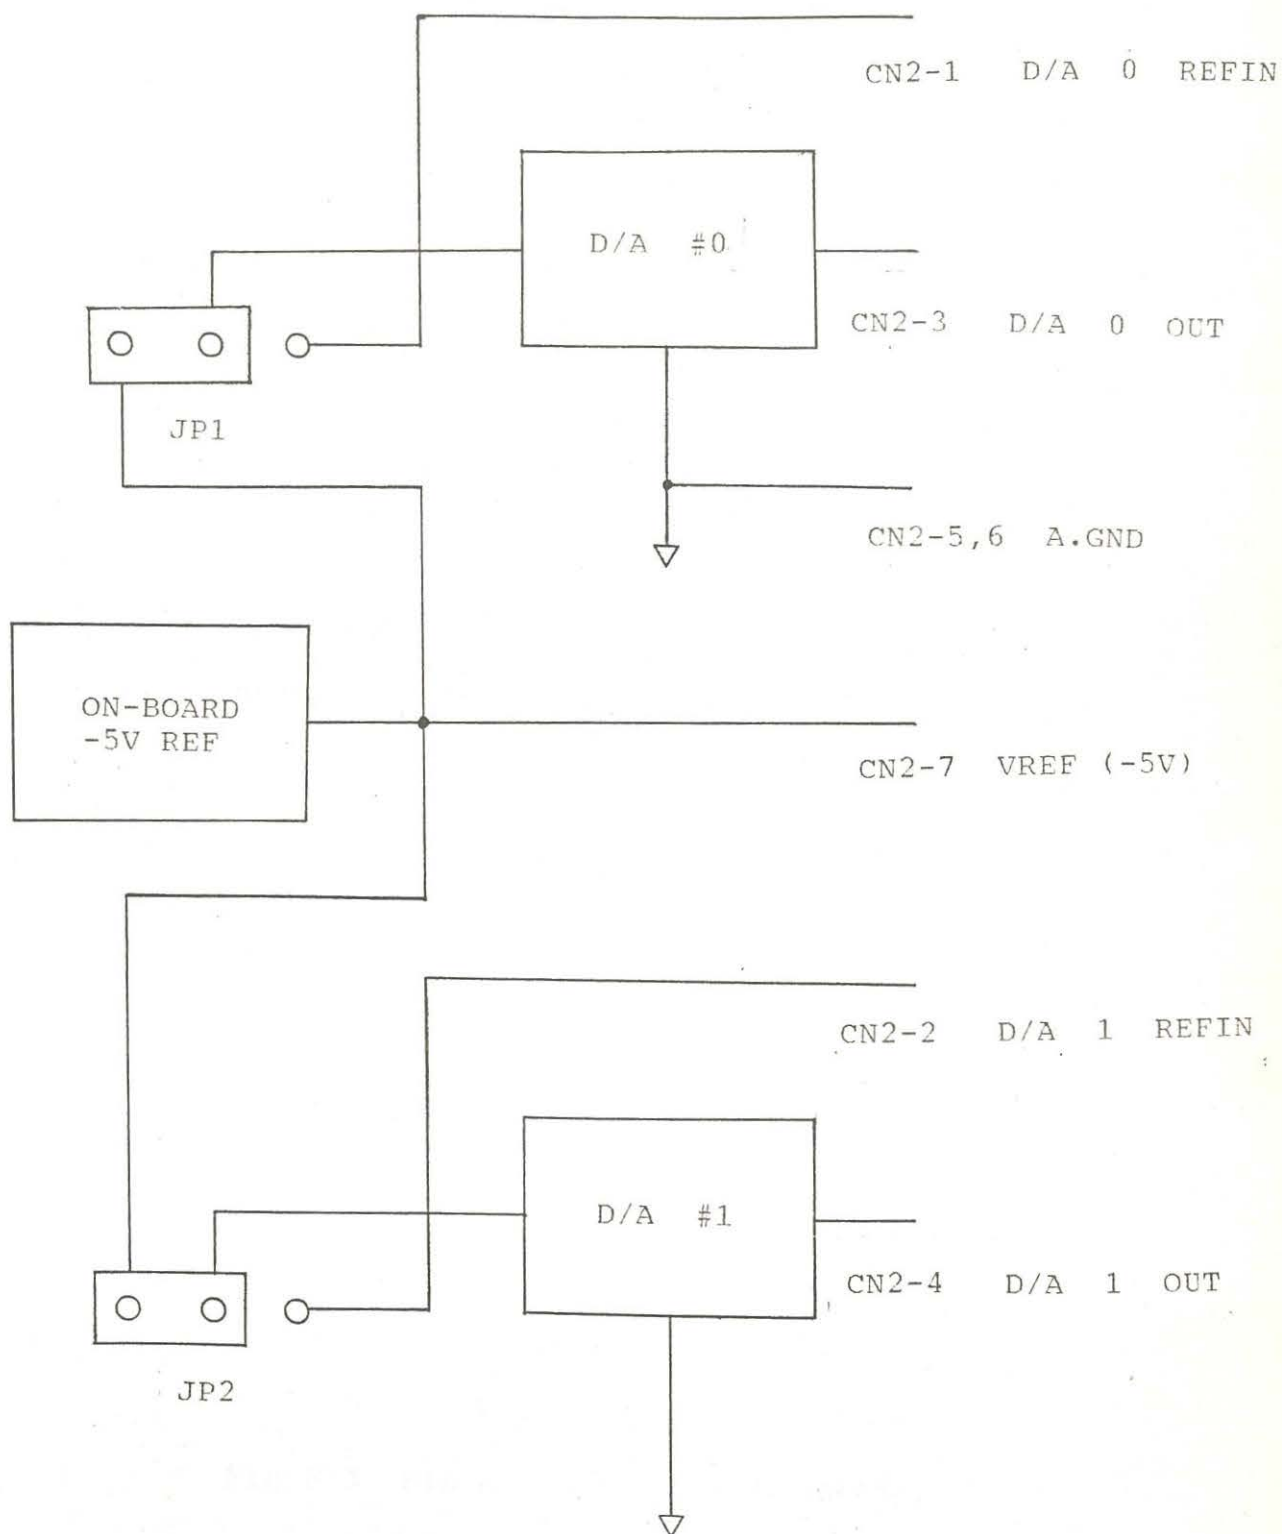 CN2-1 D/A 0 REFIN
D/A #0
CN2-3 D/A 0 OUT
JP1
CN2-5,6 A.GND
ON-BOARD
-5V REF
CN2-7 VREF (-5V)
CN2-2 D/A 1 REFIN
D/A #1
CN2-4 D/A 1 OUT
JP2